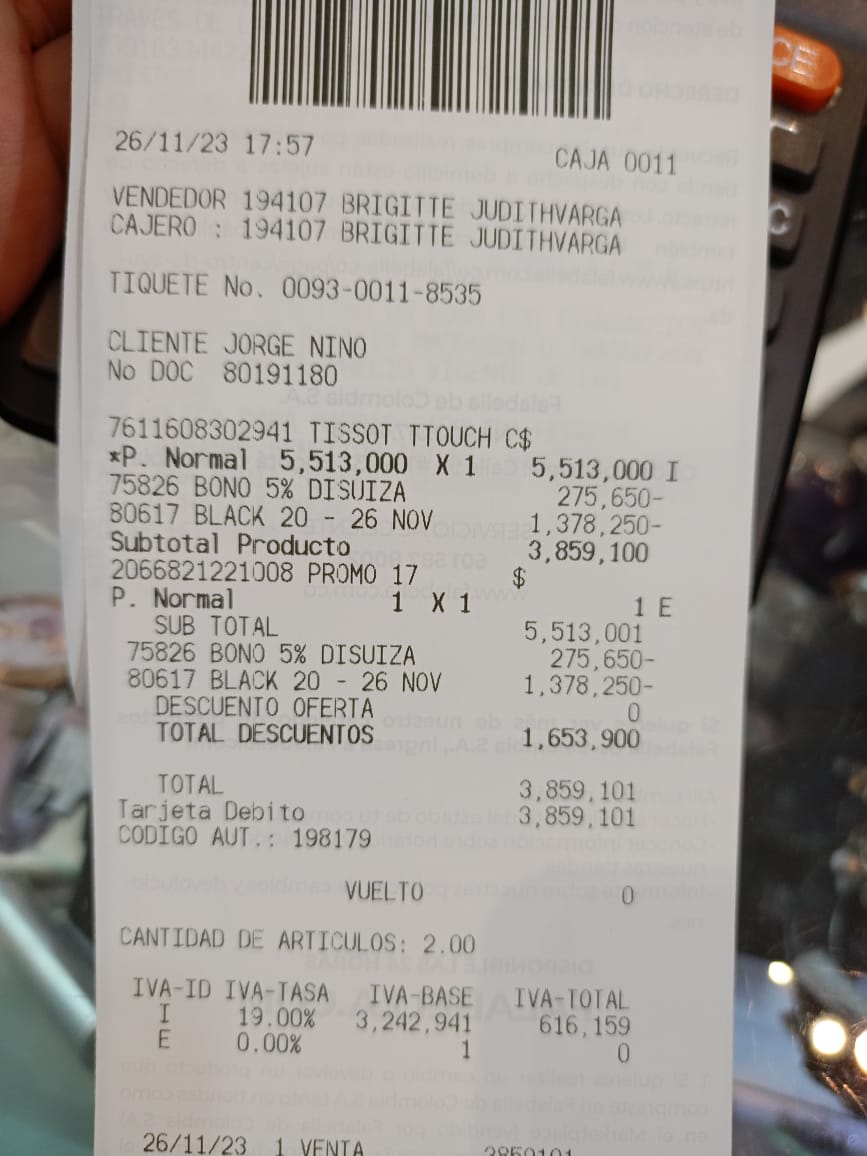 26/11/23 17:57 CAJA 0011
VENDEDOR 194107 BRIGITTE JUDITHVARGA
CAJERO : 194107 BRIGITTE JUDITHVARGA
TIQUETE No. 0093-0011-8535
CLIENTE JORGE NINO
No DOC 80191180
7611608302941 TISSOT TTOUCH C$
*P. Normal 5,513,000 X 1 5,513,000 I
75826 BONO 5% DISUIZA 275,650-
80617 BLACK 20 - 26 NOV 1,378,250-
Subtotal Producto 3,859,100
2066821221008 PROMO 17 $
P. Normal 1 X 1 1 E
SUB TOTAL 5,513,001
75826 BONO 5% DISUIZA 275,650-
80617 BLACK 20 - 26 NOV 1,378,250-
DESCUENTO OFERTA 0
TOTAL DESCUENTOS 1,653,900
TOTAL 3,859,101
Tarjeta Debito 3,859,101
CODIGO AUT.: 198179
VUELTO 0
CANTIDAD DE ARTICULOS: 2.00
IVA-ID IVA-TASA IVA-BASE IVA-TOTAL
I 19.00% 3,242,941 616,159
E 0.00% 1 0
26/11/23 1 VENTA 3859101
CE
C